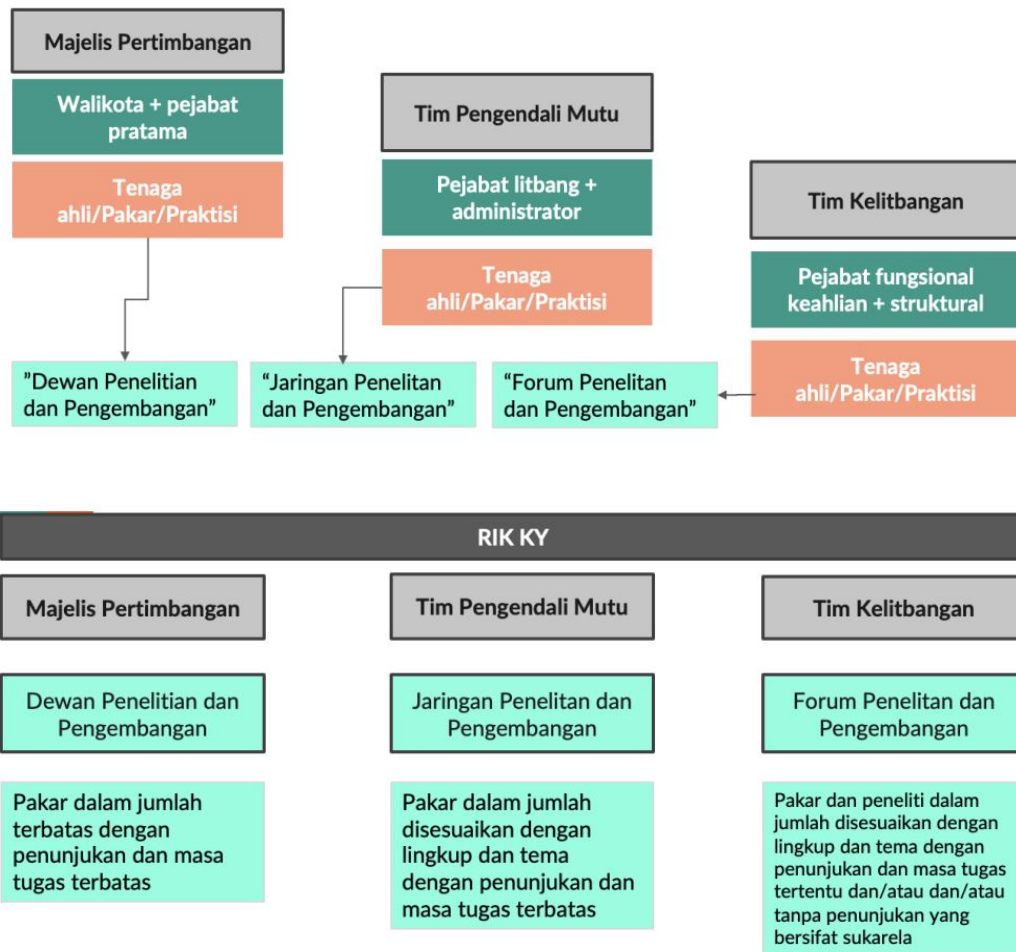 Majelis Pertimbangan
Walikota + pejabat
pratama
Tenaga
ahli/Pakar/Praktisi
Tim Pengendali Mutu
Pejabat litbang +
administrator
Tenaga
ahli/Pakar/Praktisi
Tim Kelitbangan
Pejabat fungsional
keahlian + struktural
Tenaga
ahli/Pakar/Praktisi
"Dewan Penelitian
dan Pengembangan"
"Jaringan Penelitan
dan Pengembangan"
"Forum Penelitan
dan Pengembangan"
RIK KY
Majelis Pertimbangan
Tim Pengendali Mutu
Tim Kelitbangan
Dewan Penelitian dan
Pengembangan
Jaringan Penelitan dan
Pengembangan
Forum Penelitan dan
Pengembangan
Pakar dalam jumlah
terbatas dengan
penunjukan dan masa
tugas terbatas
Pakar dalam jumlah
disesuaikan dengan
lingkup dan tema
dengan penunjukan dan
masa tugas terbatas
Pakar dan peneliti dalam
jumlah disesuaikan dengan
lingkup dan tema dengan
penunjukan dan masa tugas
tertentu dan/atau dan/atau
tanpa penunjukan yang
bersifat sukarela